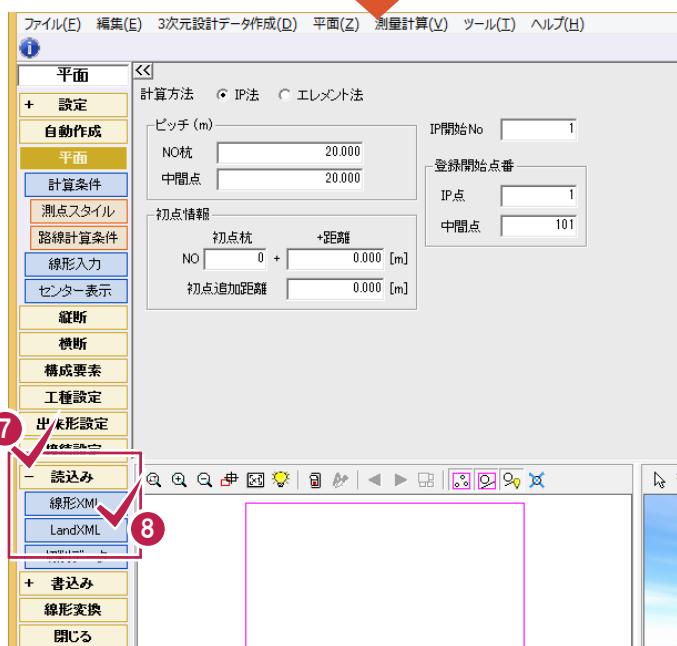 ファイル(F) 編集(E) 3次元設計データ作成(D) 平面(Z) 測量計算(V) ツール(T) ヘルプ(H)
平面
<<
+ 設定
自動作成
平面
計算条件
測点スタイル
路線計算条件
線形入力
センター表示
縦断
横断
構成要素
工種設定
出来形設定
7
- 読込み
線形XML
LandXML
8
+ 書込み
線形変換
閉じる
計算方法 IP法 エレメント法
ピッチ (m)
NO杭 20.000
中間点 20.000
初点情報
初点杭 +距離
NO 0 + 0.000 [m]
初点追加距離 0.000 [m]
IP開始No 1
登録開始点番
IP点 1
中間点 101